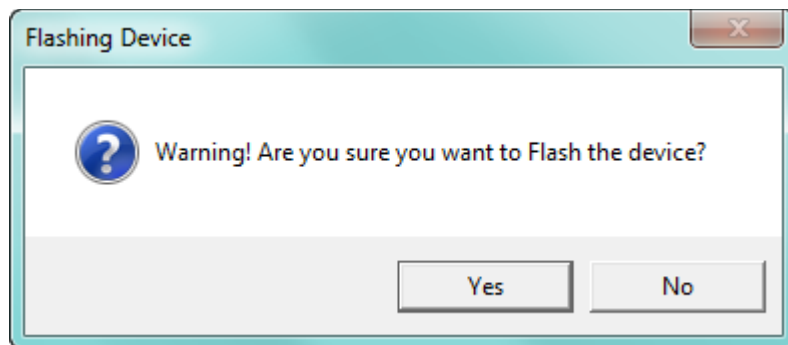 Flashing Device
Warning! Are you sure you want to Flash the device?
Yes No